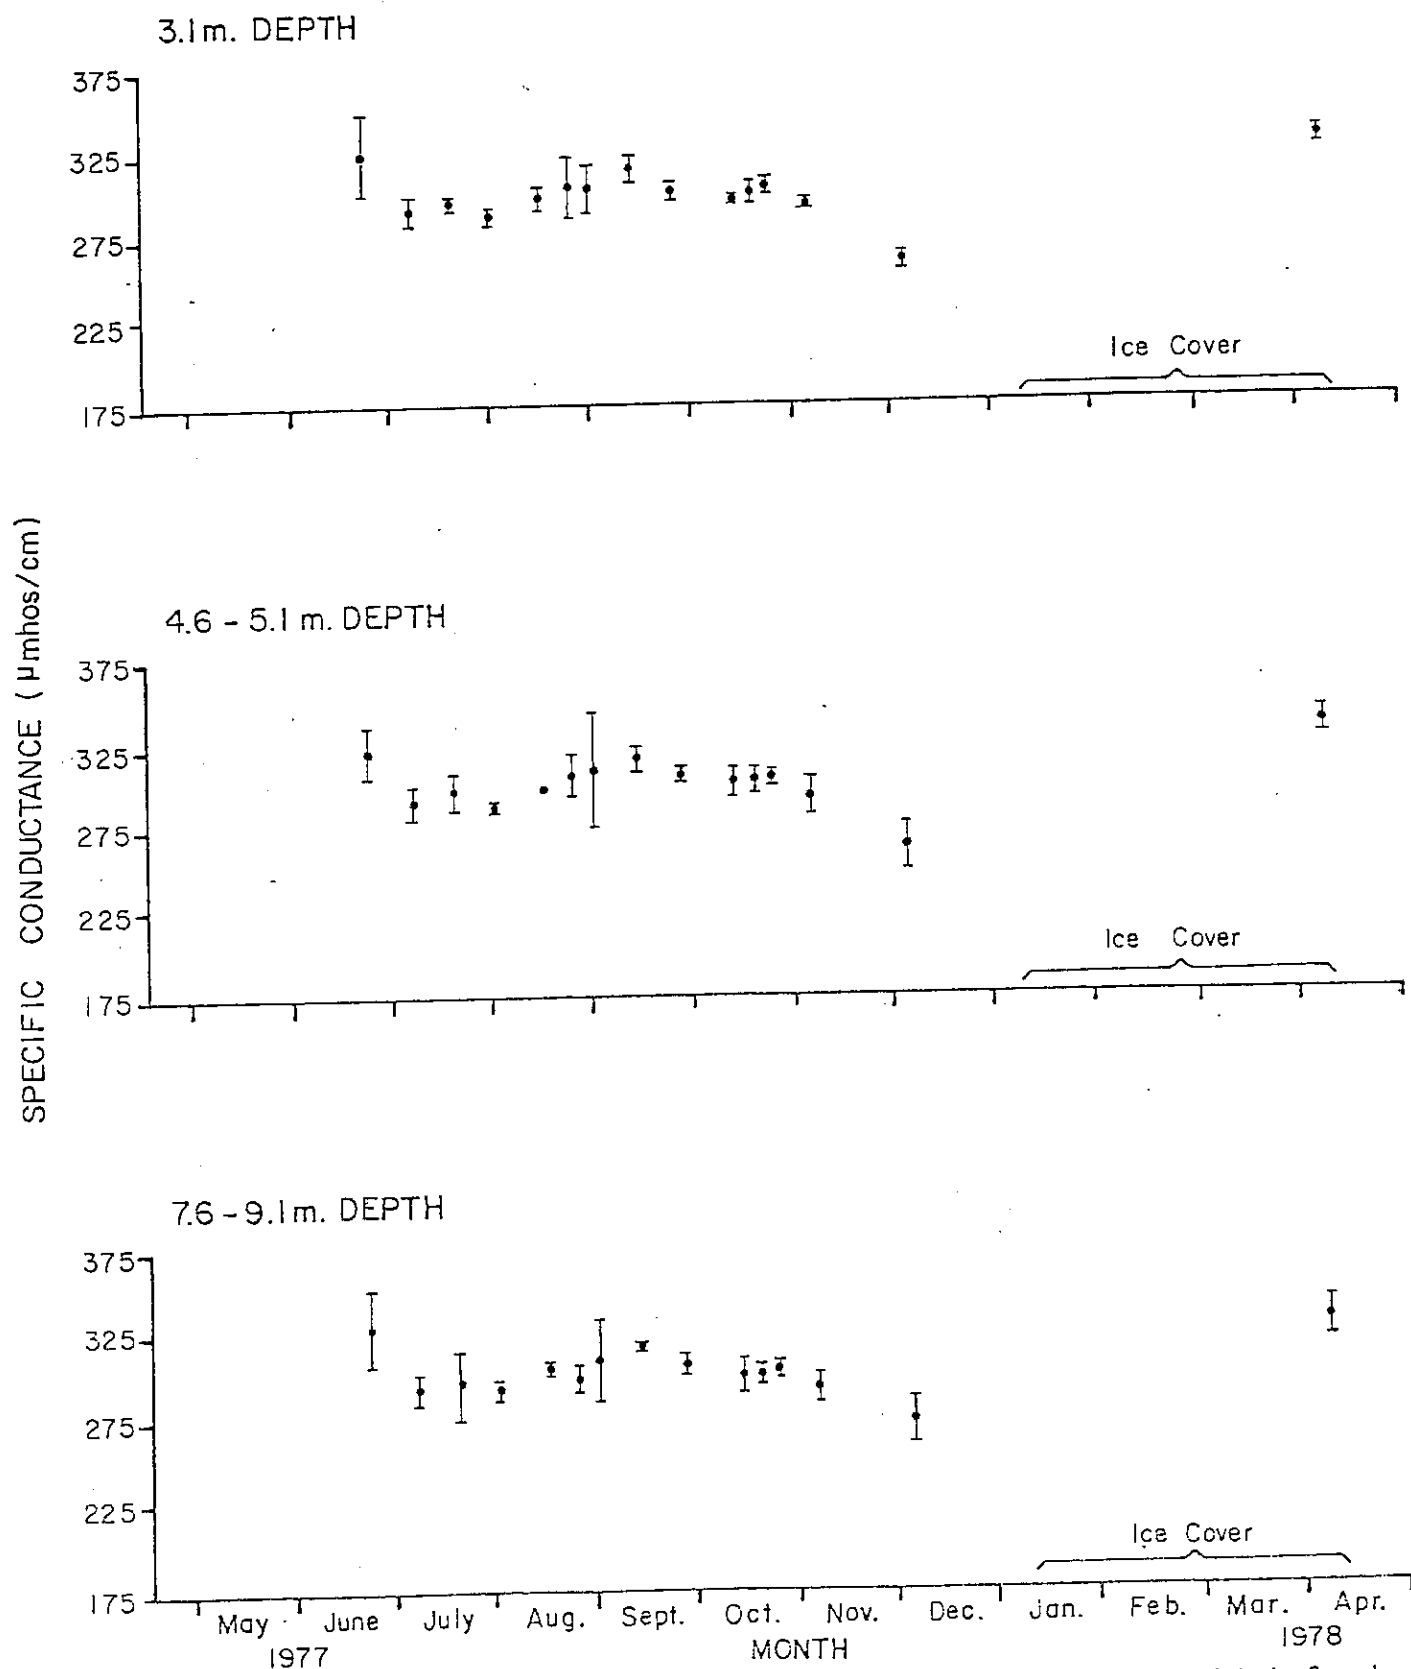 3.1m. DEPTH
375
325
275
225
175
Ice Cover
SPECIFIC CONDUCTANCE (µmhos/cm)
4.6 - 5.1 m. DEPTH
375
325
275
225
175
Ice Cover
7.6 - 9.1m. DEPTH
375
325
275
225
175
Ice Cover
May June July Aug. Sept. Oct. Nov. Dec. Jan. Feb. Mar. Apr.
1977 MONTH 1978